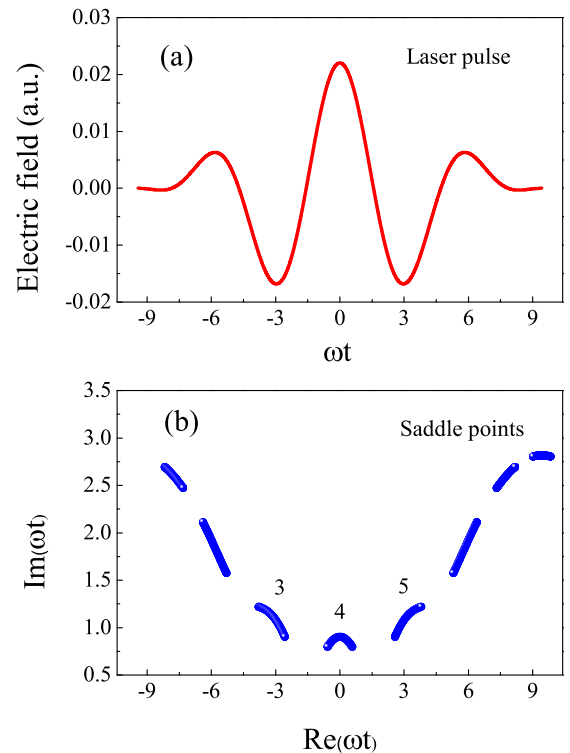 (a)
Laser pulse
Electric field (a.u.)
0.03
0.02
0.01
0.00
-0.01
-0.02
-9 -6 -3 0 3 6 9
ωt
(b)
Saddle points
Im(ωt)
3.5
3.0
2.5
2.0
1.5
1.0
0.5
3
4
5
-9 -6 -3 0 3 6 9
Re(ωt)